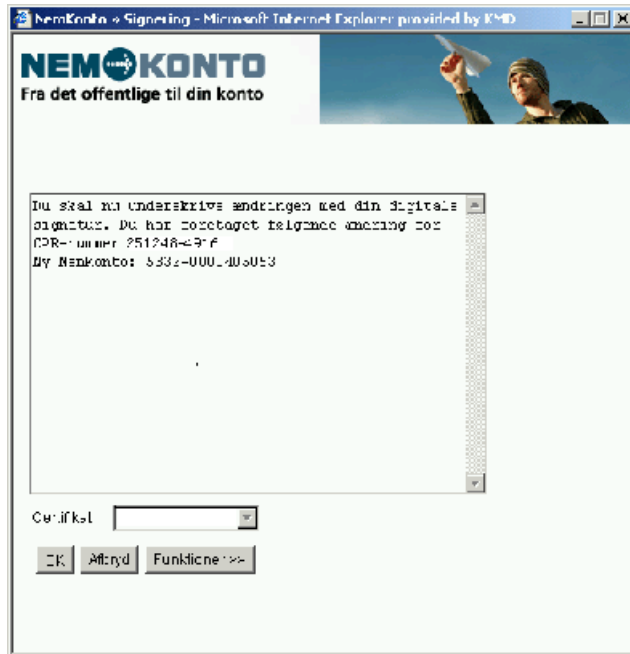 NemKonto » Signering - Microsoft Internet Explorer provided by KMD
NEM KONTO
Fra det offentlige til din konto
Du skal nu underskrive ændringen med din digitale
signatur. Du har foretaget følgende ændring for
CPR-nummer 251248-4916
Ny NemKonto:
Certifikat
OK Afbryd Funktioner >>